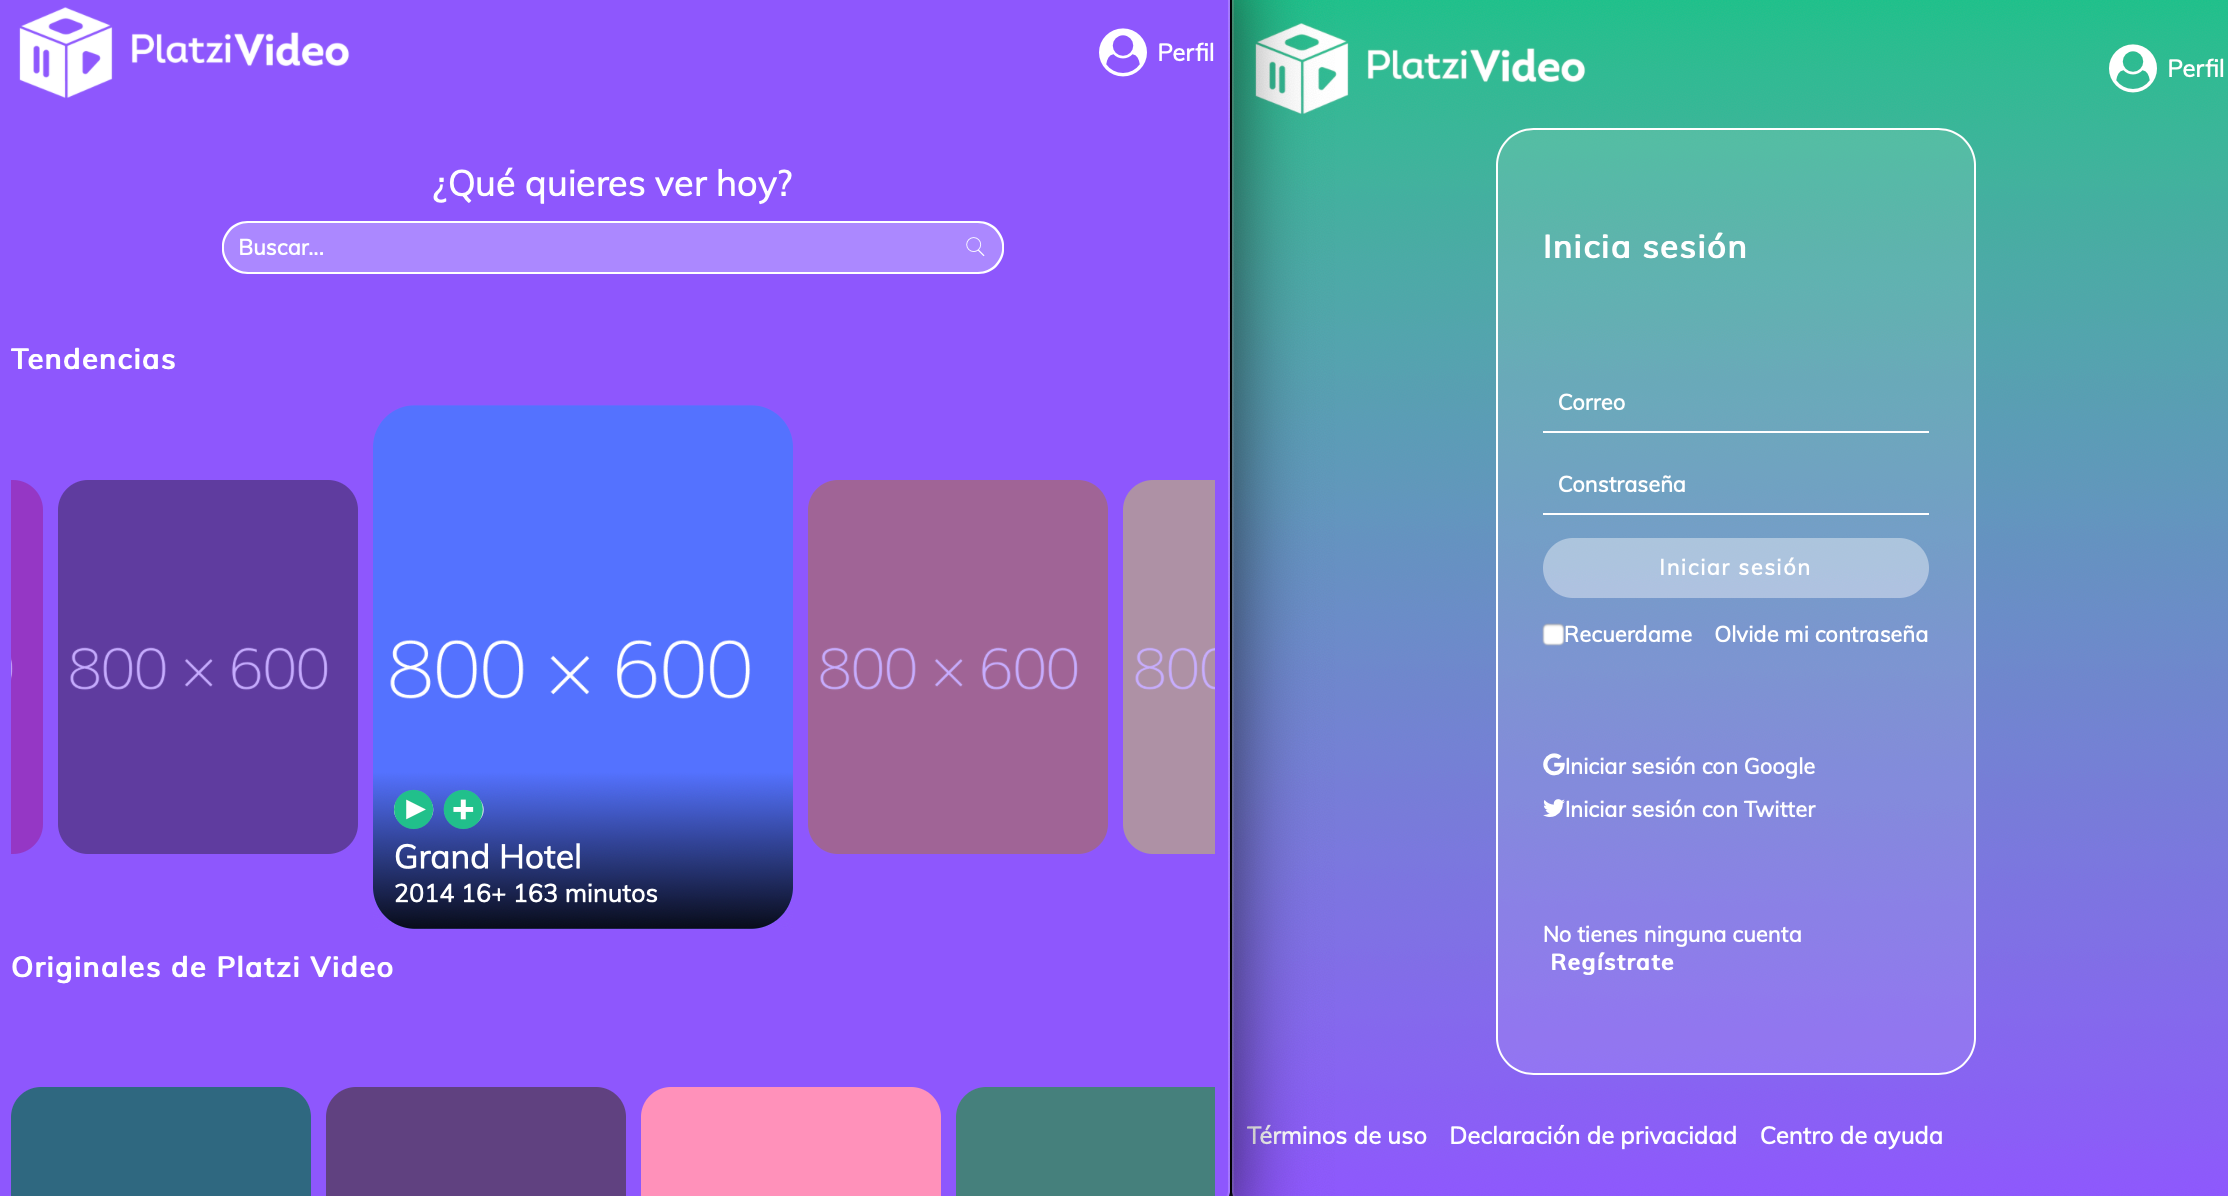 PlatziVideo
Perfil
¿Qué quieres ver hoy?
Buscar...
Tendencias
800 × 600
800 × 600
800 × 600
800
Grand Hotel
2014 16+ 163 minutos
Originales de Platzi Video
PlatziVideo
Perfil
Inicia sesión
Correo
Constraseña
Iniciar sesión
Recuerdame Olvide mi contraseña
Iniciar sesión con Google
Iniciar sesión con Twitter
No tienes ninguna cuenta
Regístrate
Términos de uso Declaración de privacidad Centro de ayuda